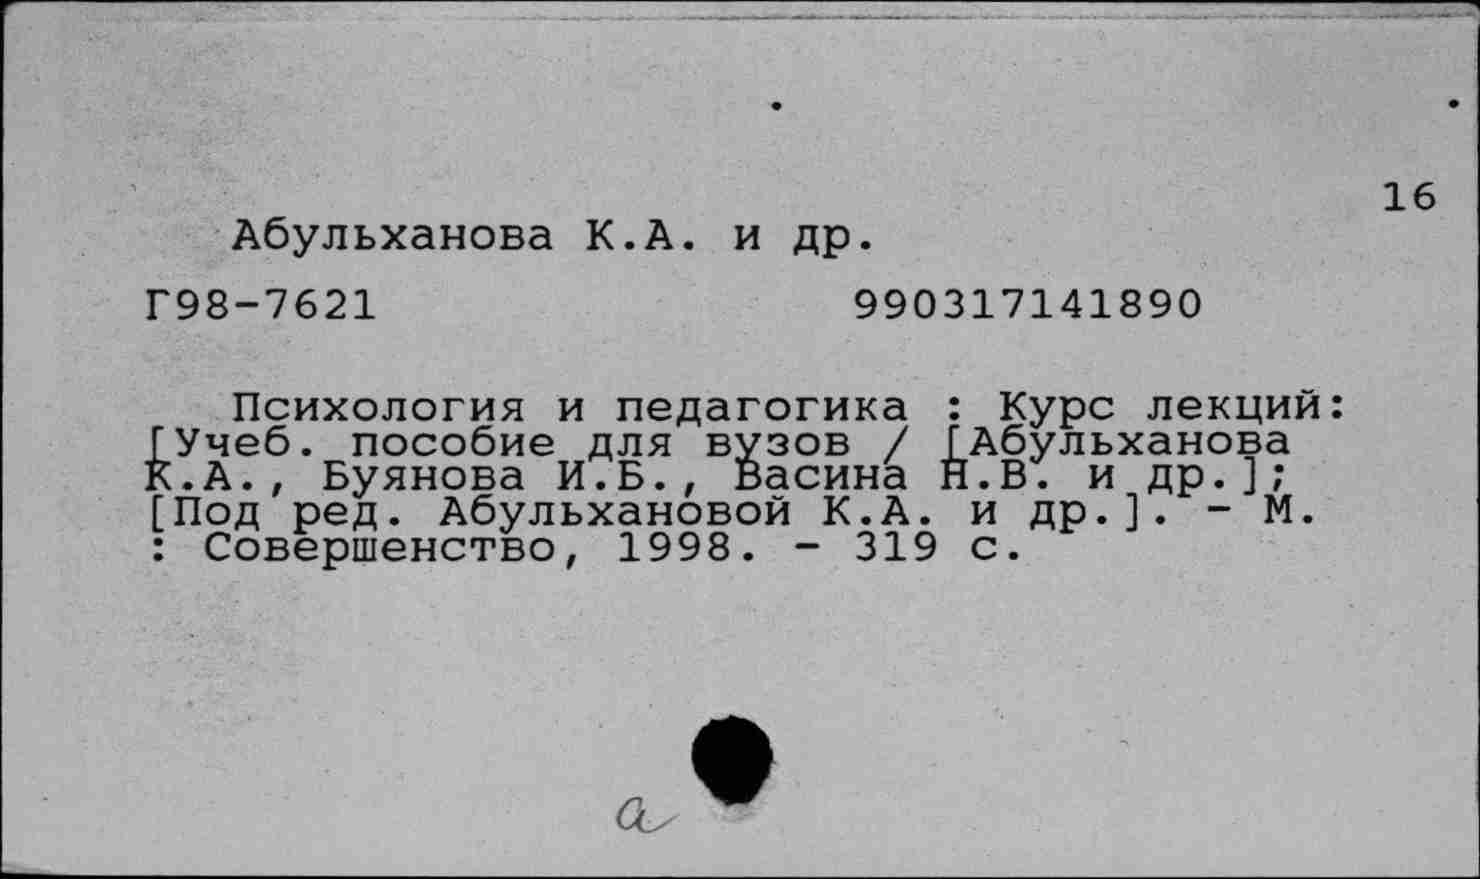 16
Абульханова К.А. и др.
Г98-7621 990317141890
Психология и педагогика : Курс лекций:
[Учеб. пособие для вузов / [Абульханова
К.А., Буянова И.Б., Васина Н.В. и др.];
[Под ред. Абульхановой К.А. и др.]. - М.
: Совершенство, 1998. - 319 с.
а